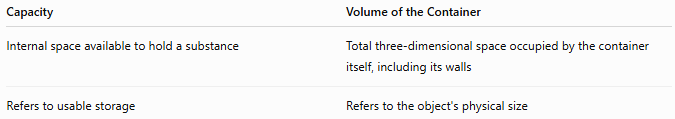 Capacity
Volume of the Container
Internal space available to hold a substance
Total three-dimensional space occupied by the container
itself, including its walls
Refers to usable storage
Refers to the object's physical size